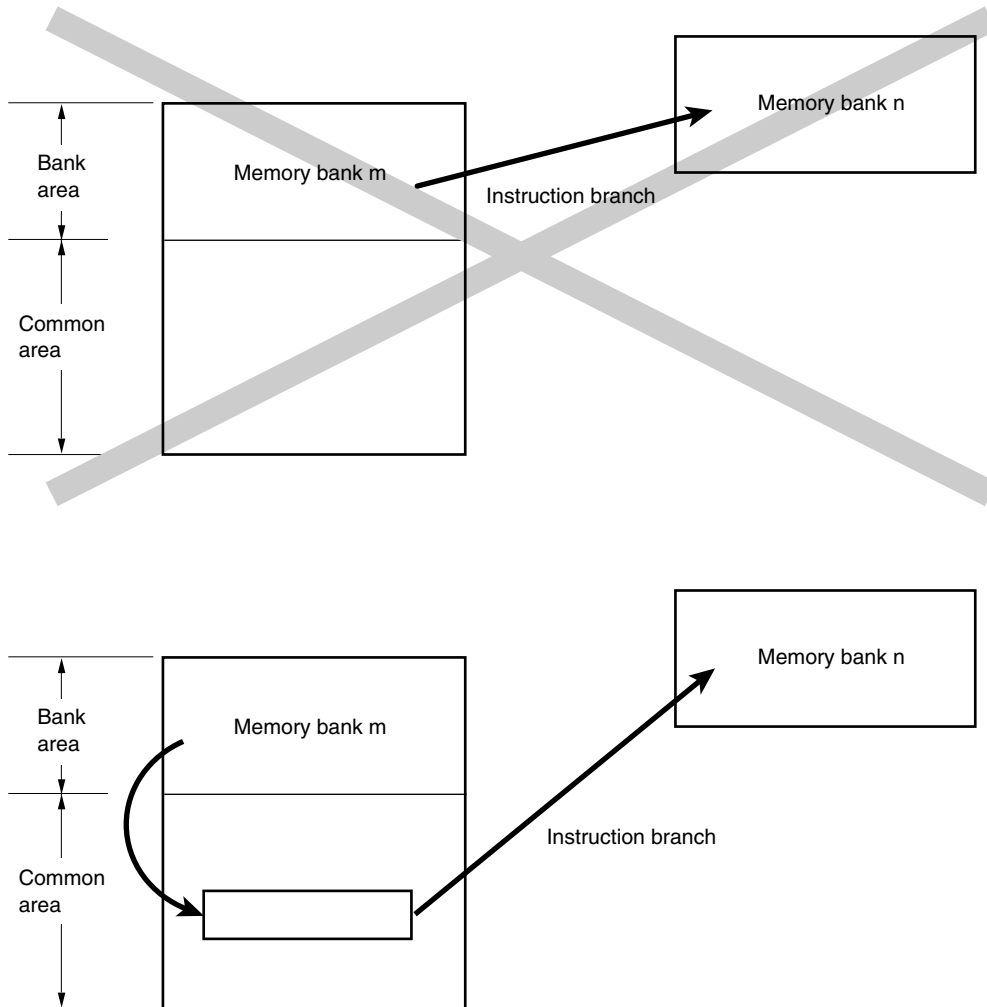 Memory bank n
Bank
area
Memory bank m
Instruction branch
Common
area
Memory bank n
Bank
area
Memory bank m
Instruction branch
Common
area